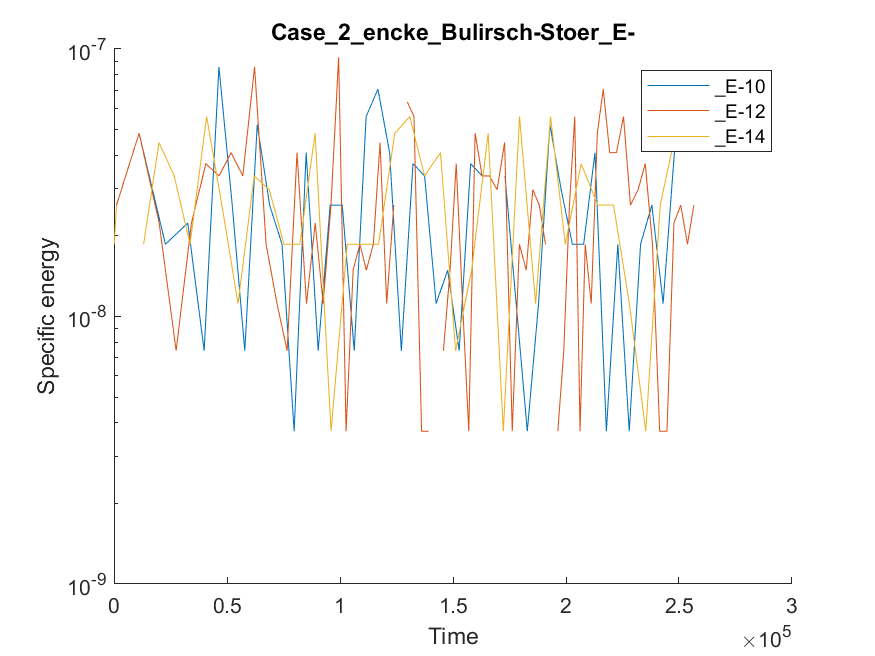 Case_2_encke_Bulirsch-Stoer_E-
10^-7
_E-10
_E-12
_E-14
Specific energy
10^-8
10^-9
0 0.5 1 1.5 2 2.5 3
Time
×10^5